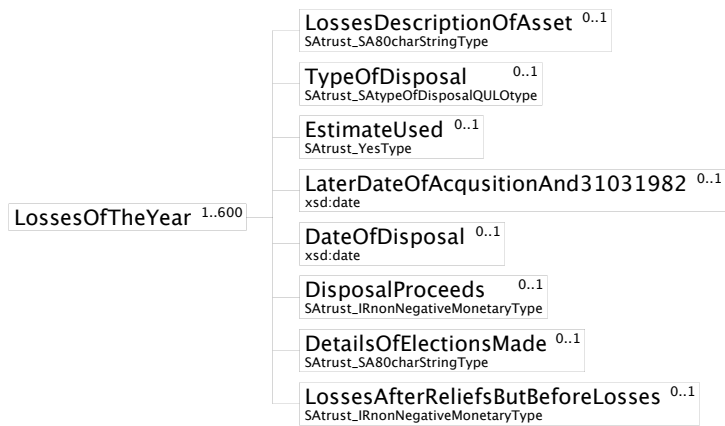 LossesDescriptionOfAsset 0..1
SAtrust_SA80charStringType
TypeOfDisposal 0..1
SAtrust_SAtypeOfDisposalQULOtype
EstimateUsed 0..1
SAtrust_YesType
LaterDateOfAcqusitionAnd31031982 0..1
xsd:date
LossesOfTheYear 1..600
DateOfDisposal 0..1
xsd:date
DisposalProceeds 0..1
SAtrust_IRnonNegativeMonetaryType
DetailsOfElectionsMade 0..1
SAtrust_SA80charStringType
LossesAfterReliefsButBeforeLosses 0..1
SAtrust_IRnonNegativeMonetaryType